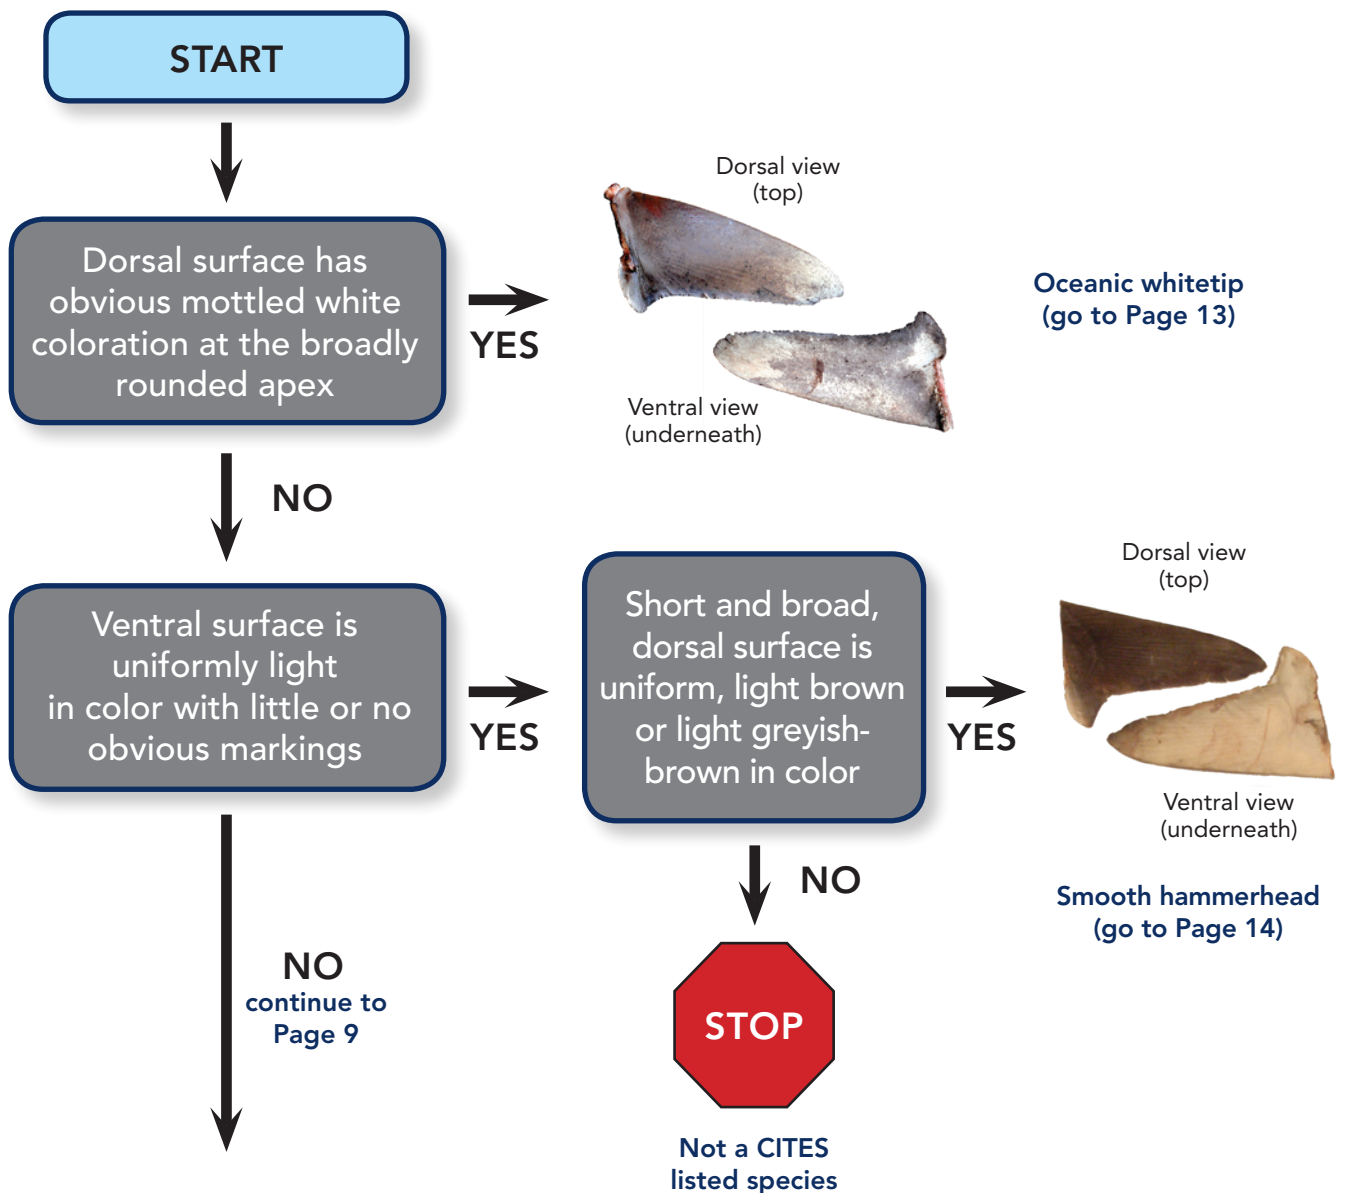 START
Dorsal view
(top)
Dorsal surface has
obvious mottled white
coloration at the broadly
rounded apex
YES
Oceanic whitetip
(go to Page 13)
Ventral view
(underneath)
NO
Ventral surface is
uniformly light
in color with little or no
obvious markings
YES
Short and broad,
dorsal surface is
uniform, light brown
or light greyish-
brown in color
YES
Dorsal view
(top)
Ventral view
(underneath)
Smooth hammerhead
(go to Page 14)
NO
NO
continue to
Page 9
STOP
Not a CITES
listed species